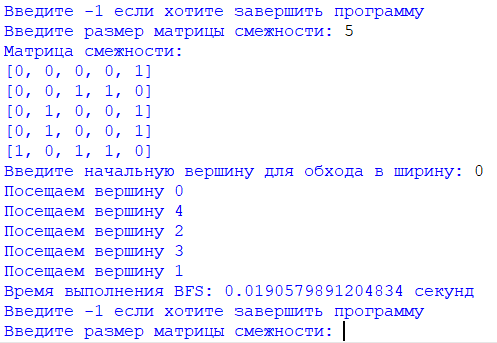 Введите -1 если хотите завершить программу
Введите размер матрицы смежности: 5
Матрица смежности:
[0, 0, 0, 0, 1]
[0, 0, 1, 1, 0]
[0, 1, 0, 0, 1]
[0, 1, 0, 0, 1]
[1, 0, 1, 1, 0]
Введите начальную вершину для обхода в ширину: 0
Посещаем вершину 0
Посещаем вершину 4
Посещаем вершину 2
Посещаем вершину 3
Посещаем вершину 1
Время выполнения BFS: 0.0190579891204834 секунд
Введите -1 если хотите завершить программу
Введите размер матрицы смежности: